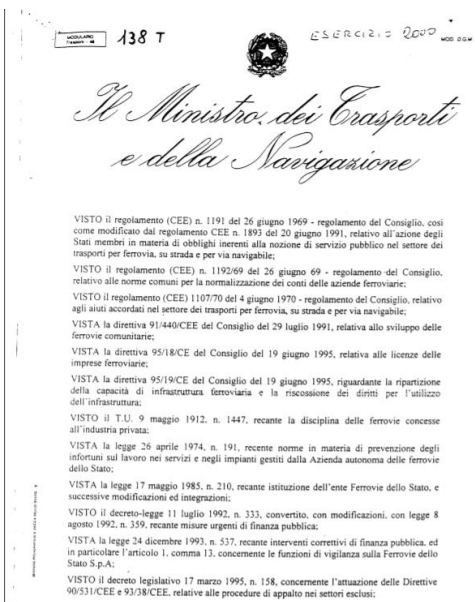 MODULARIO
138 T
ESERCIZIO 2000
MOD. O.G.M
Il Ministro dei Trasporti
e della Navigazione
VISTO il regolamento (CEE) n. 1191 del 26 giugno 1969 - regolamento del Consiglio, così
come modificato dal regolamento CEE n. 1893 del 20 giugno 1991, relativo all'azione degli
Stati membri in materia di obblighi inerenti alla nozione di servizio pubblico nel settore dei
trasporti per ferrovia, su strada e per via navigabile;
VISTO il regolamento (CEE) n. 1192/69 del 26 giugno 69 - regolamento del Consiglio,
relativo alle norme comuni per la normalizzazione dei conti delle aziende ferroviarie;
VISTO il regolamento (CEE) 1107/70 del 4 giugno 1970 - regolamento del Consiglio, relativo
agli aiuti accordati nel settore dei trasporti per ferrovia, su strada e per via navigabile;
VISTA la direttiva 91/440/CEE del Consiglio del 29 luglio 1991, relativa allo sviluppo delle
ferrovie comunitarie;
VISTA la direttiva 95/18/CE del Consiglio del 19 giugno 1995, relativa alle licenze delle
imprese ferroviarie;
VISTA la direttiva 95/19/CE del Consiglio del 19 giugno 1995, riguardante la ripartizione
della capacità di infrastruttura ferroviaria e la riscossione dei diritti per l'utilizzo
dell'infrastruttura;
VISTO il T.U. 9 maggio 1912, n. 1447, recante la disciplina delle ferrovie concesse
all'industria privata;
VISTA la legge 26 aprile 1974, n. 191, recente norme in materia di prevenzione degli
infortuni sul lavoro nei servizi e negli impianti gestiti dalla Azienda autonoma delle ferrovie
dello Stato;
VISTA la legge 17 maggio 1985, n. 210, recante istituzione dell'ente Ferrovie dello Stato, e
successive modificazioni ed integrazioni;
VISTO il decreto-legge 11 luglio 1992, n. 333, convertito, con modificazioni, con legge 8
agosto 1992, n. 359, recante misure urgenti di finanza pubblica;
VISTA la legge 24 dicembre 1993, n. 537, recante interventi correttivi di finanza pubblica, ed
in particolare l'articolo 1, comma 13, concernente le funzioni di vigilanza sulla Ferrovie dello
Stato S.p.A;
VISTO il decreto legislativo 17 marzo 1995, n. 158, concernente l'attuazione delle Direttive
90/531/CEE e 93/38/CEE, relative alle procedure di appalto nei settori esclusi;